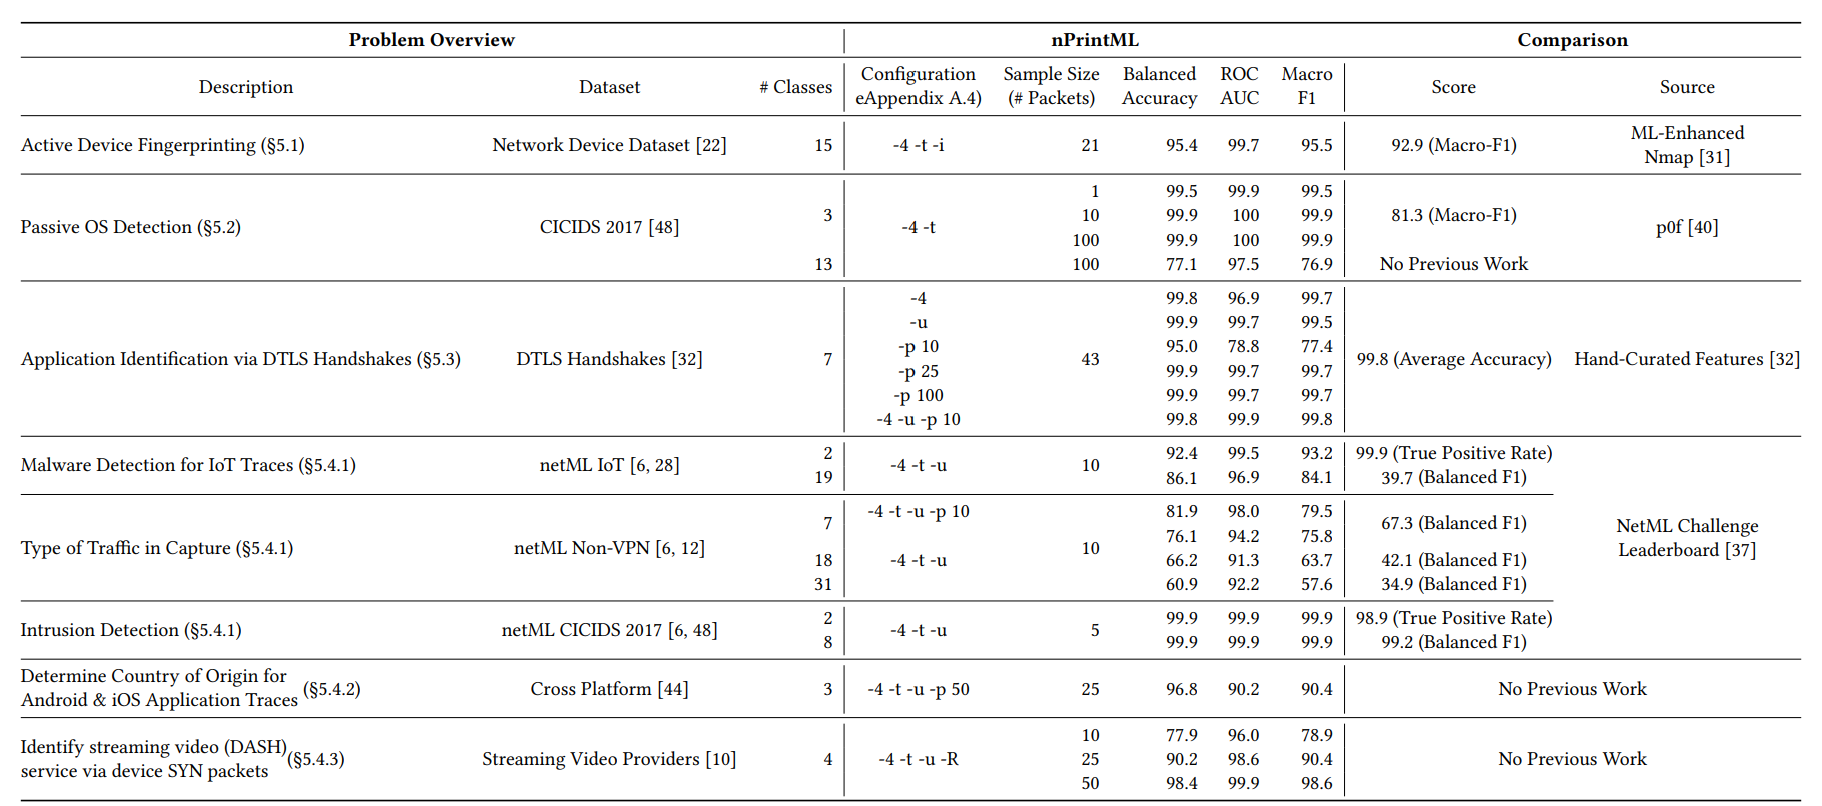 Problem Overview nPrintML Comparison
Description Dataset # Classes Configuration eAppendix A.4) Sample Size (# Packets) Balanced Accuracy ROC AUC Macro F1 Score Source
Active Device Fingerprinting (§5.1) Network Device Dataset [22] 15 -4 -t -i 21 95.4 99.7 95.5 92.9 (Macro-F1) ML-Enhanced Nmap [31]
Passive OS Detection (§5.2) CICIDS 2017 [48] 3 -4 -t 1 99.5 99.9 99.5 81.3 (Macro-F1) p0f [40]
10 99.9 100 99.9
100 99.9 100 99.9
13 100 77.1 97.5 76.9 No Previous Work
Application Identification via DTLS Handshakes (§5.3) DTLS Handshakes [32] 7 -4 43 99.8 96.9 99.7 99.8 (Average Accuracy) Hand-Curated Features [32]
-u 99.9 99.7 99.5
-p 10 95.0 78.8 77.4
-p 25 99.9 99.7 99.7
-p 100 99.9 99.7 99.7
-4 -u -p 10 99.8 99.9 99.8
Malware Detection for IoT Traces (§5.4.1) netML IoT [6, 28] 2 -4 -t -u 10 92.4 99.5 93.2 99.9 (True Positive Rate) NetML Challenge Leaderboard [37]
19 86.1 96.9 84.1 39.7 (Balanced F1)
Type of Traffic in Capture (§5.4.1) netML Non-VPN [6, 12] 7 -4 -t -u -p 10 10 81.9 98.0 79.5 67.3 (Balanced F1)
-4 -t -u 76.1 94.2 75.8
18 66.2 91.3 63.7 42.1 (Balanced F1)
31 60.9 92.2 57.6 34.9 (Balanced F1)
Intrusion Detection (§5.4.1) netML CICIDS 2017 [6, 48] 2 -4 -t -u 5 99.9 99.9 99.9 98.9 (True Positive Rate)
8 99.9 99.9 99.9 99.2 (Balanced F1)
Determine Country of Origin for Android & iOS Application Traces (§5.4.2) Cross Platform [44] 3 -4 -t -u -p 50 25 96.8 90.2 90.4 No Previous Work
Identify streaming video (DASH) service via device SYN packets (§5.4.3) Streaming Video Providers [10] 4 -4 -t -u -R 10 77.9 96.0 78.9 No Previous Work
25 90.2 98.6 90.4
50 98.4 99.9 98.6